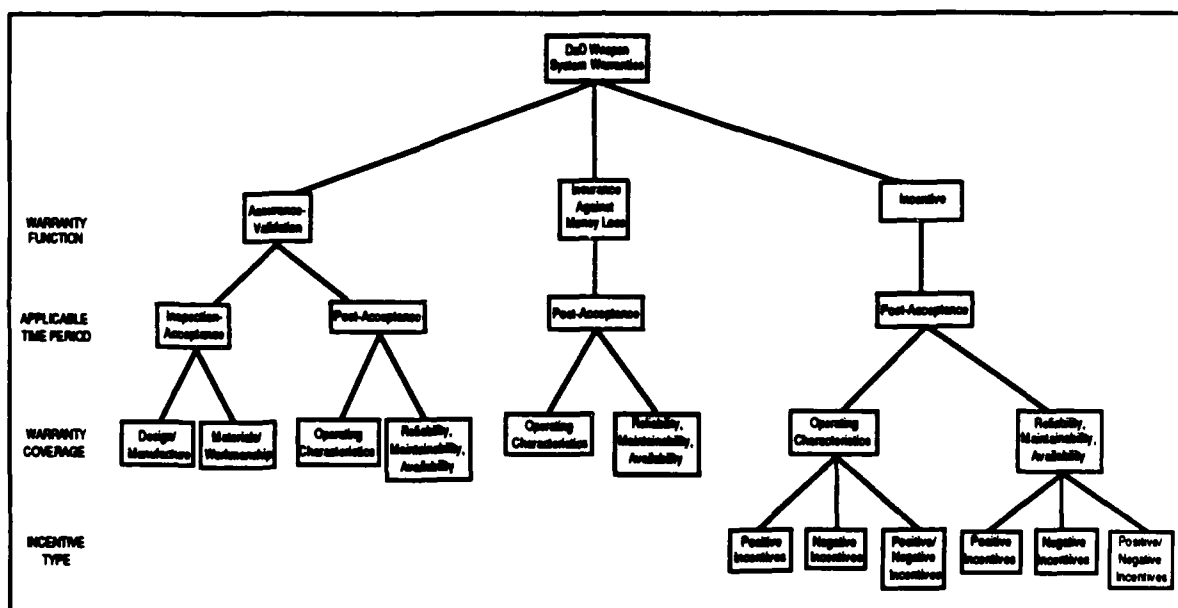 DoD Weapon
System Warranties
WARRANTY
FUNCTION
Assurance-
Validation
Insurance
Against
Money Loss
Incentive
APPLICABLE
TIME PERIOD
Inspection-
Acceptance
Post-Acceptance
Post-Acceptance
Post-Acceptance
WARRANTY
COVERAGE
Design/
Manufacture
Materials/
Workmanship
Operating
Characteristics
Reliability,
Maintainability,
Availability
Operating
Characteristics
Reliability,
Maintainability,
Availability
Operating
Characteristics
Reliability,
Maintainability,
Availability
INCENTIVE
TYPE
Positive
Incentives
Negative
Incentives
Positive/
Negative
Incentives
Positive
Incentives
Negative
Incentives
Positive/
Negative
Incentives